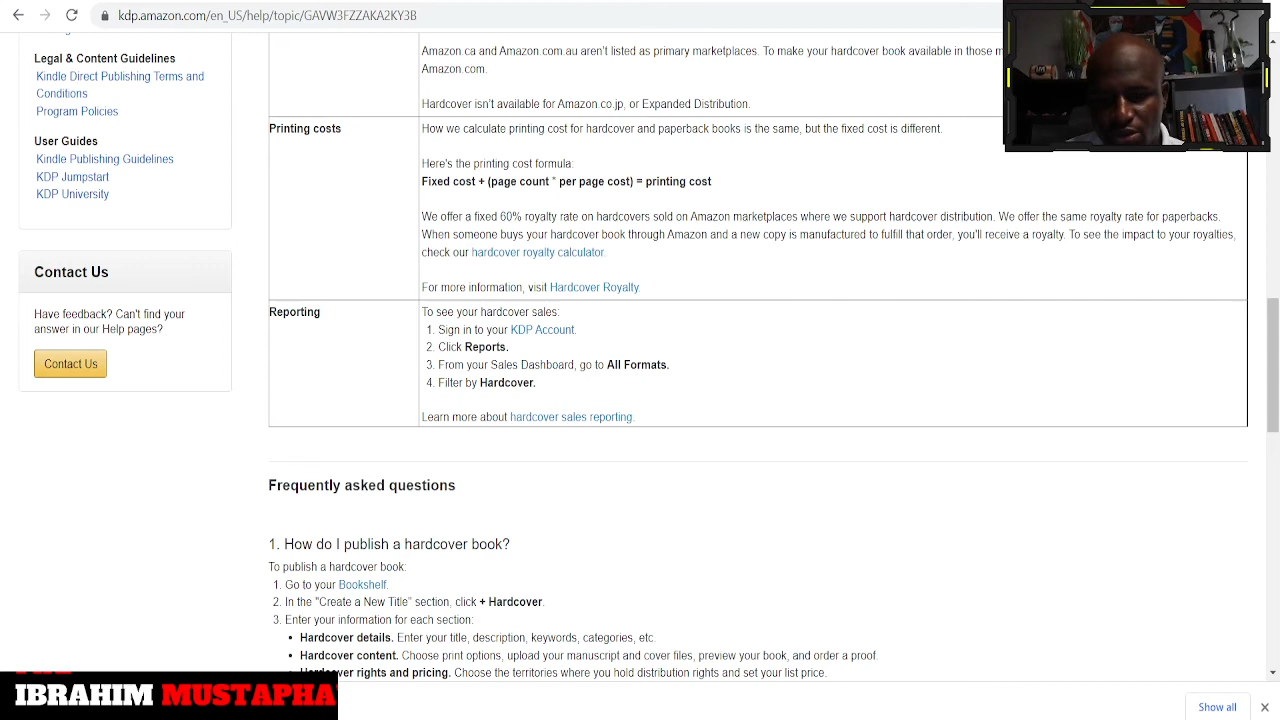 kdp.amazon.com/en_US/help/topic/GAVW3FZZAKA2KY3B
Legal & Content Guidelines
Kindle Direct Publishing Terms and
Conditions
Program Policies
User Guides
Kindle Publishing Guidelines
KDP Jumpstart
KDP University
Contact Us
Have feedback? Can't find your
answer in our Help pages?
Contact Us
Amazon.ca and Amazon.com.au aren't listed as primary marketplaces. To make your hardcover book available in those
Amazon.com.
Hardcover isn't available for Amazon.co.jp, or Expanded Distribution.
Printing costs
How we calculate printing cost for hardcover and paperback books is the same, but the fixed cost is different.
Here's the printing cost formula:
Fixed cost + (page count * per page cost) = printing cost
We offer a fixed 60% royalty rate on hardcovers sold on Amazon marketplaces where we support hardcover distribution. We offer the same royalty rate for paperbacks.
When someone buys your hardcover book through Amazon and a new copy is manufactured to fulfill that order, you'll receive a royalty. To see the impact to your royalties,
check our hardcover royalty calculator.
For more information, visit Hardcover Royalty.
Reporting
To see your hardcover sales:
1. Sign in to your KDP Account.
2. Click Reports.
3. From your Sales Dashboard, go to All Formats.
4. Filter by Hardcover.
Learn more about hardcover sales reporting.
Frequently asked questions
1. How do I publish a hardcover book?
To publish a hardcover book:
1. Go to your Bookshelf.
2. In the "Create a New Title" section, click + Hardcover.
3. Enter your information for each section:
• Hardcover details. Enter your title, description, keywords, categories, etc.
• Hardcover content. Choose print options, upload your manuscript and cover files, preview your book, and order a proof.
• Hardcover rights and pricing. Choose the territories where you hold distribution rights and set your list price.
IBRAHIM MUSTAPHA
Show all